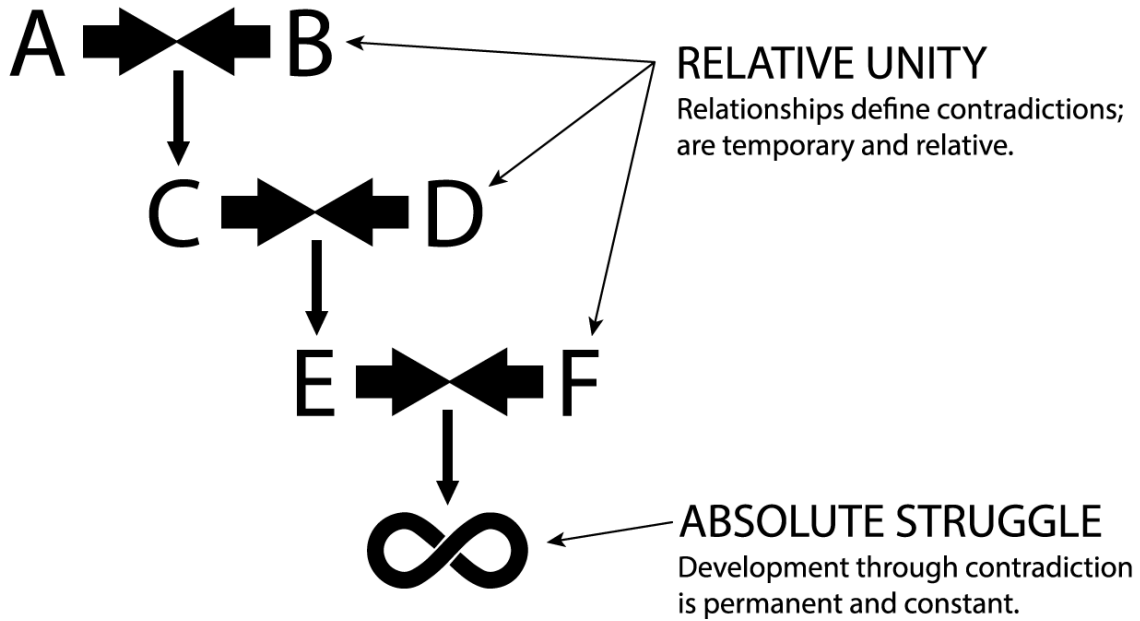 A B
RELATIVE UNITY
Relationships define contradictions;
are temporary and relative.
C D
E F
ABSOLUTE STRUGGLE
Development through contradiction
is permanent and constant.